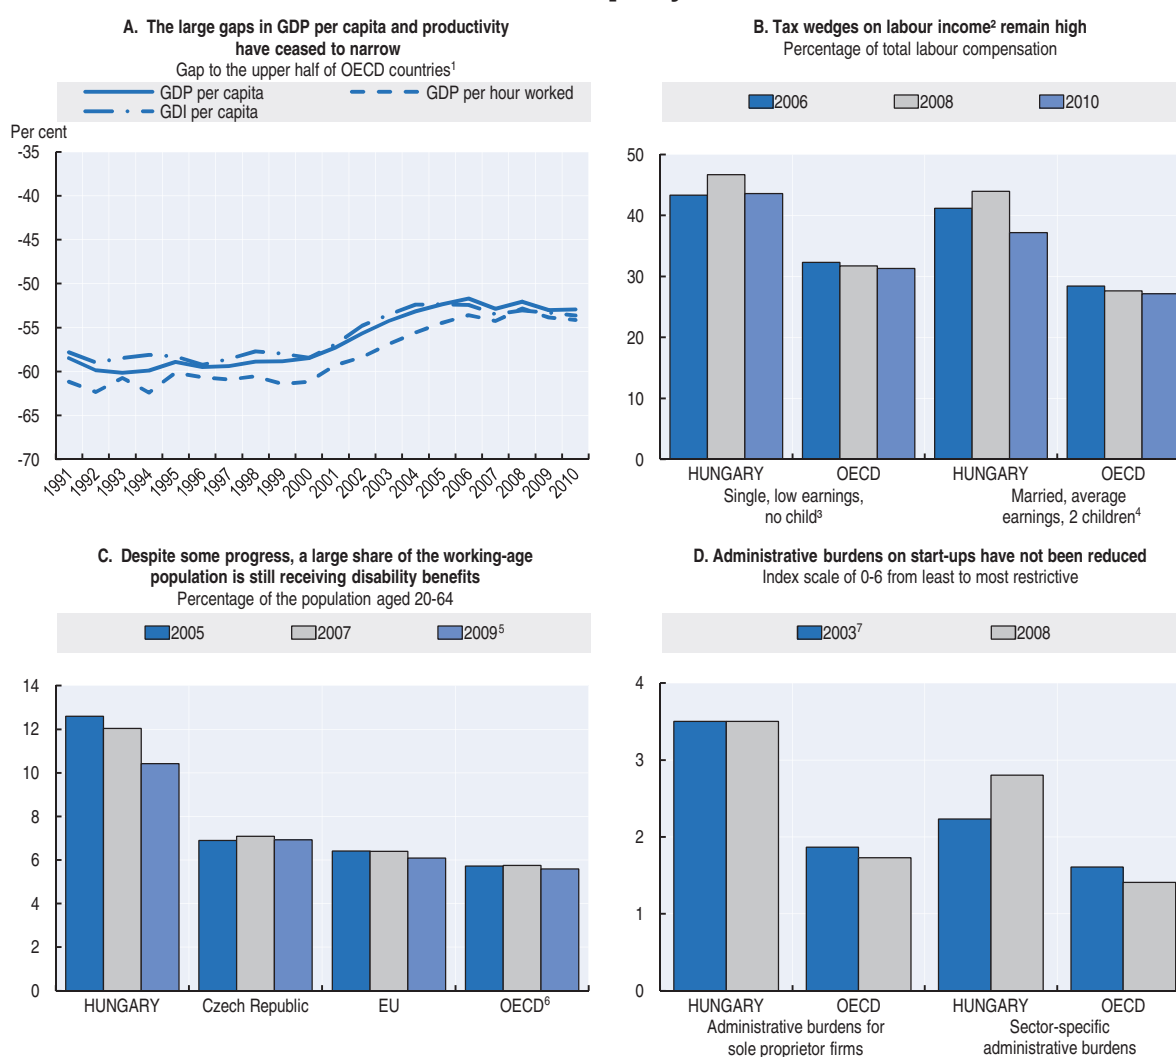 A. The large gaps in GDP per capita and productivity
have ceased to narrow
Gap to the upper half of OECD countries¹
GDP per capita
GDP per hour worked
GDI per capita
Per cent
-35
-40
-45
-50
-55
-60
-65
-70
1991 1992 1993 1994 1995 1996 1997 1998 1999 2000 2001 2002 2003 2004 2005 2006 2007 2008 2009 2010
B. Tax wedges on labour income² remain high
Percentage of total labour compensation
2006 2008 2010
50
40
30
20
10
0
HUNGARY OECD HUNGARY OECD
Single, low earnings,
no child³
Married, average
earnings, 2 children⁴
C. Despite some progress, a large share of the working-age
population is still receiving disability benefits
Percentage of the population aged 20-64
2005 2007 2009⁵
14
12
10
8
6
4
2
0
HUNGARY Czech Republic EU OECD⁶
D. Administrative burdens on start-ups have not been reduced
Index scale of 0-6 from least to most restrictive
2003⁷ 2008
4
3
2
1
0
HUNGARY OECD HUNGARY OECD
Administrative burdens for
sole proprietor firms
Sector-specific
administrative burdens